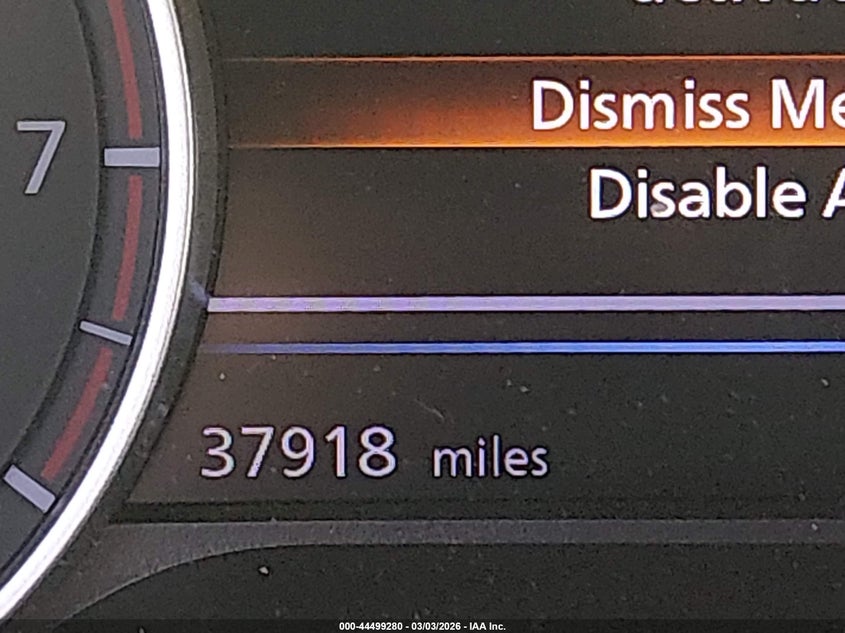 7
Dismiss Me
Disable A
37918 miles
000-44499280 - 03/03/2026 - IAA Inc.